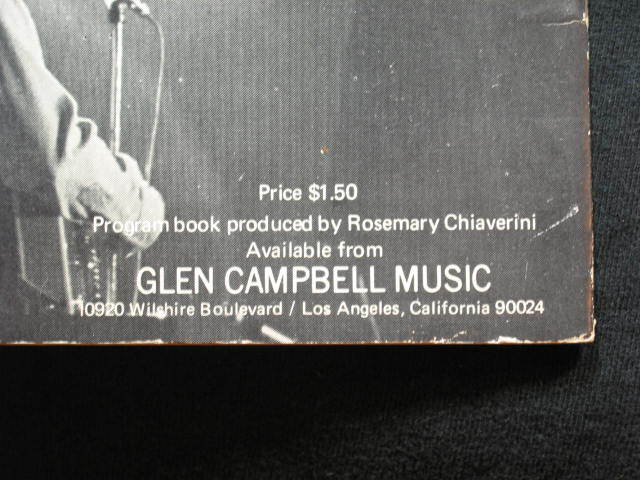 Price $1.50
Program book produced by Rosemary Chiaverini
Available from
GLEN CAMPBELL MUSIC
10920 Wilshire Boulevard / Los Angeles, California 90024